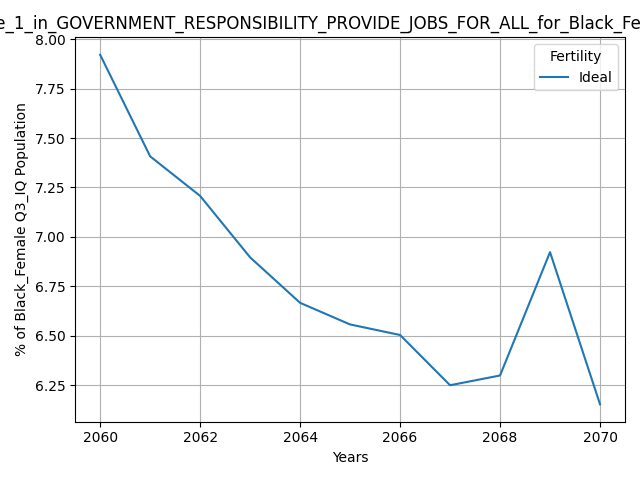 e_1_in_GOVERNMENT_RESPONSIBILITY_PROVIDE_JOBS_FOR_ALL_for_Black_Fe
8.00
7.75
7.50
7.25
7.00
6.75
6.50
6.25
% of Black_Female Q3_IQ Population
Fertility
Ideal
2060 2062 2064 2066 2068 2070
Years